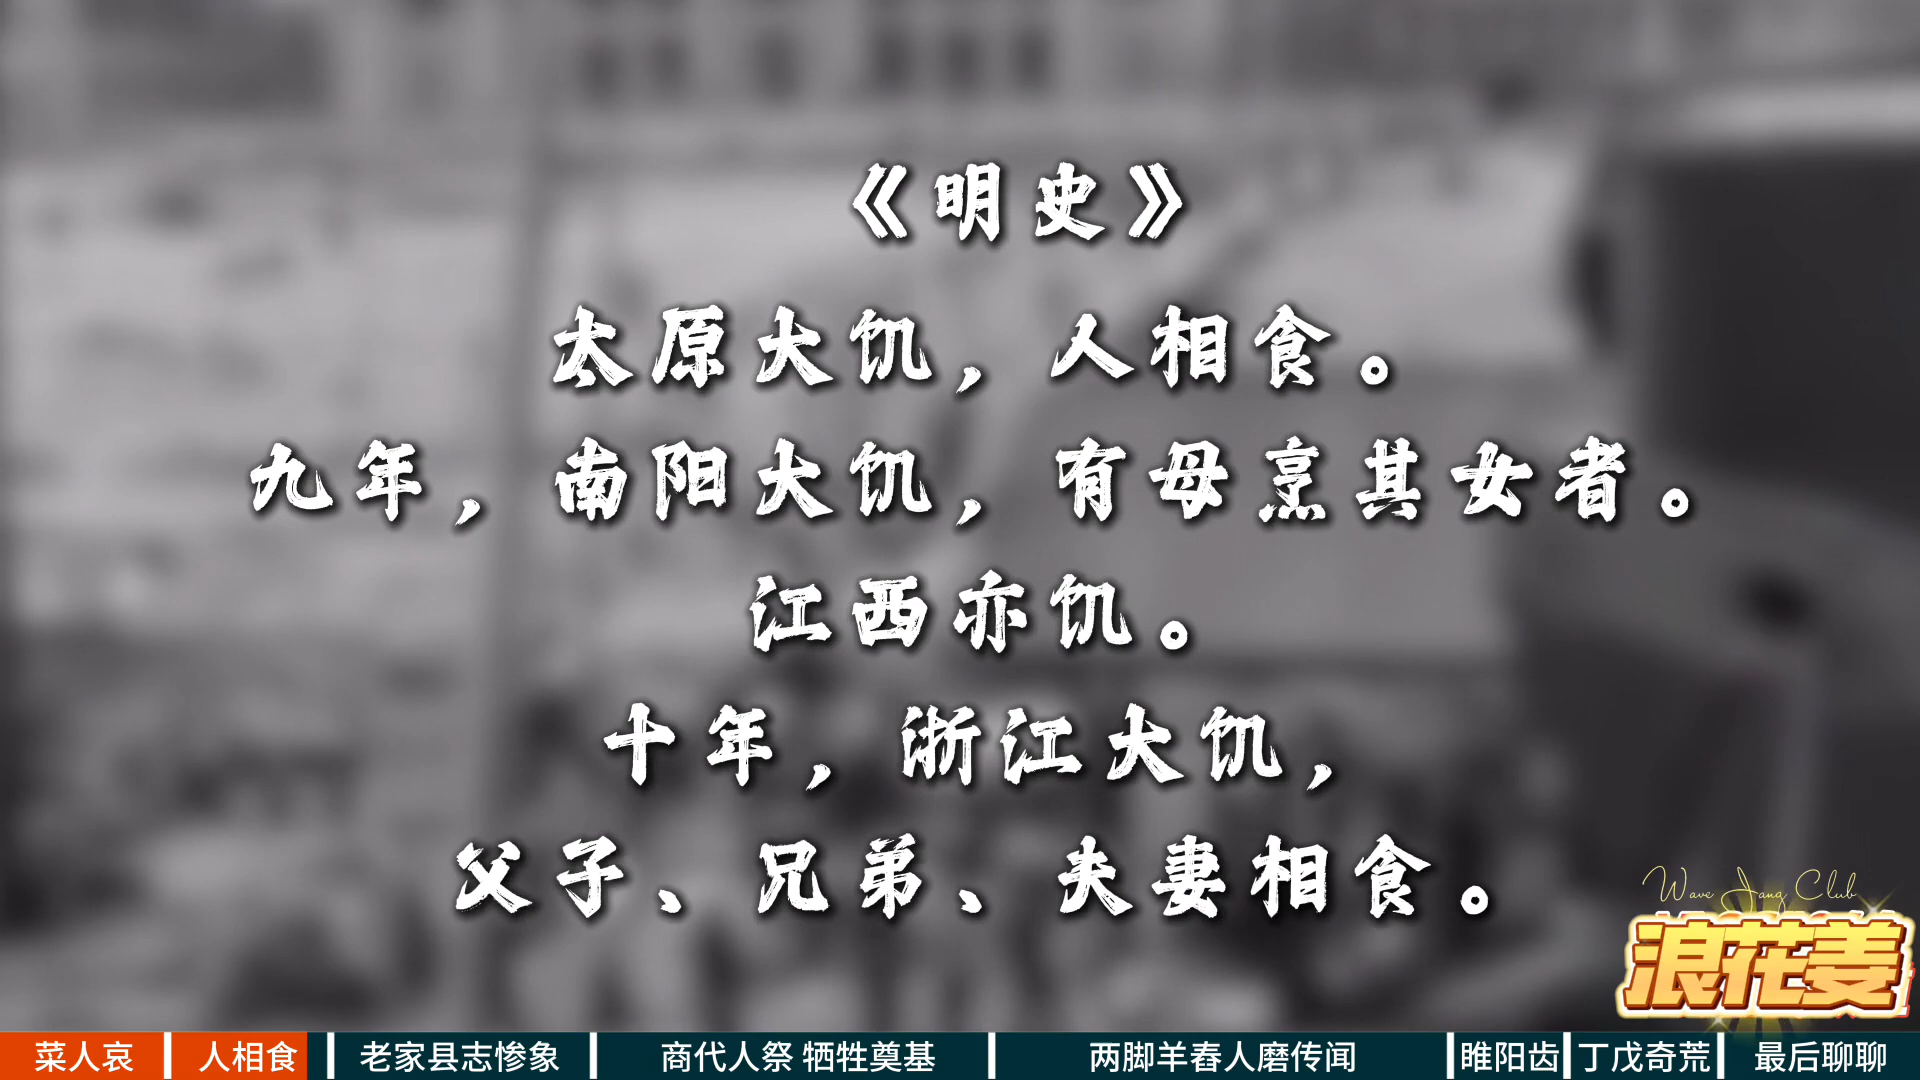 《明史》
太原大饥，人相食。
九年，南阳大饥，有母烹其女者。
江西亦饥。
十年，浙江大饥，
父子、兄弟、夫妻相食。
Wave Jang Club
浪花姜
菜人哀 人相食 老家县志惨象 商代人祭 牺牲奠基 两脚羊舂人磨传闻 睢阳齿 丁戊奇荒 最后聊聊